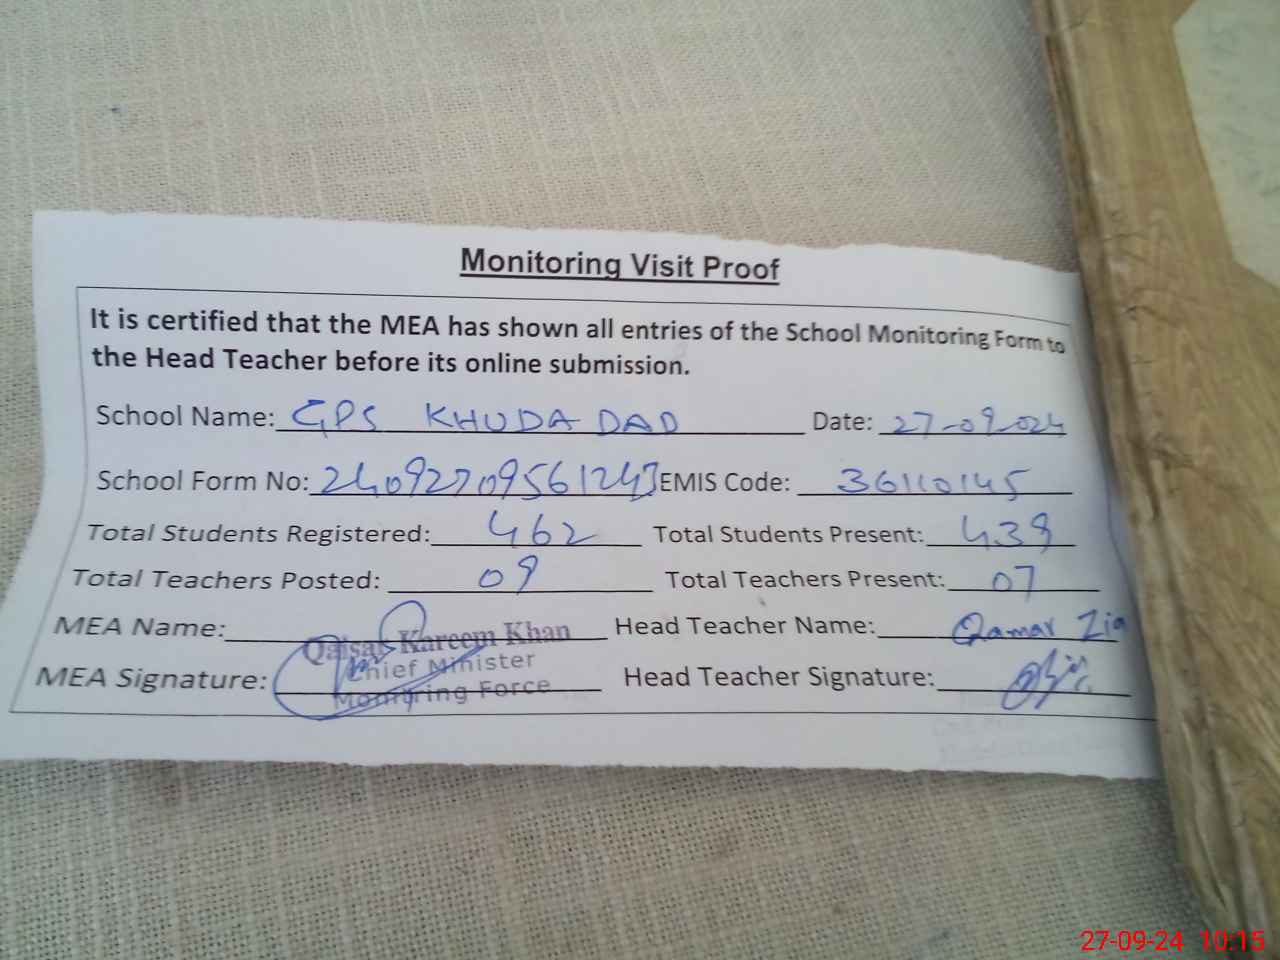 Monitoring Visit Proof
It is certified that the MEA has shown all entries of the School Monitoring Form to
the Head Teacher before its online submission.
School Name: GPS KHUDA DAD Date: 27-09-024
School Form No: EMIS Code: 36110145
Total Students Registered: 462 Total Students Present: 439
Total Teachers Posted: 09 Total Teachers Present: 07
MEA Name: Qaisar Kareem Khan Head Teacher Name: Qamar Zia
Chief Minister
MEA Signature: Monitoring Force Head Teacher Signature:
27-09-24 10:15